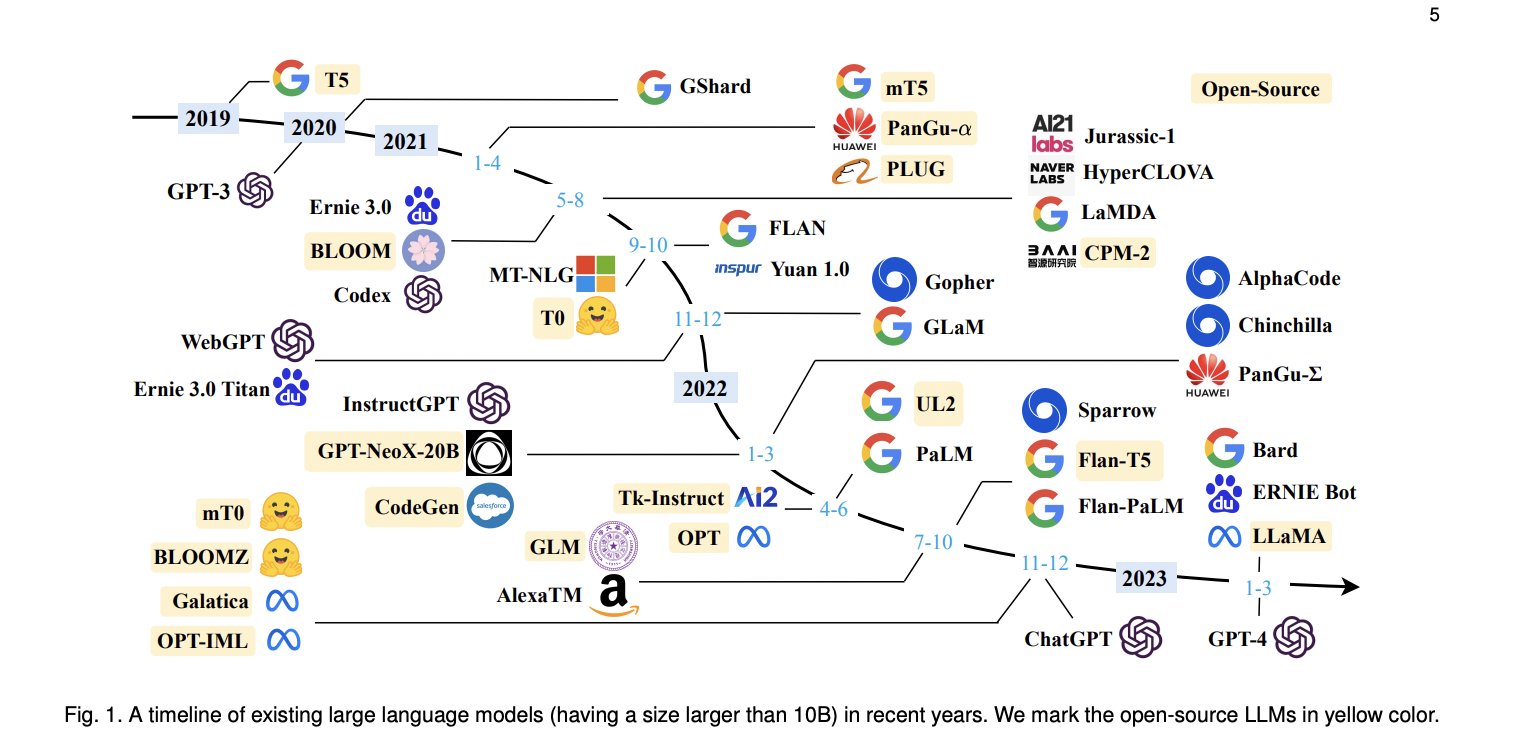 5
T5
GShard
mT5
Open-Source
2019
2020
2021
PanGu-α
HUAWEI
AI21
labs
Jurassic-1
1-4
PLUG
NAVER
LABS
HyperCLOVA
GPT-3
Ernie 3.0
du
5-8
LaMDA
BLOOM
9-10
FLAN
BAAI
智源研究院
CPM-2
MT-NLG
inspur
Yuan 1.0
Codex
Gopher
AlphaCode
T0
11-12
GLaM
Chinchilla
WebGPT
Ernie 3.0 Titan
du
2022
PanGu-Σ
HUAWEI
InstructGPT
UL2
Sparrow
GPT-NeoX-20B
1-3
PaLM
Flan-T5
Bard
CodeGen
salesforce
Tk-Instruct
Ai2
4-6
Flan-PaLM
ERNIE Bot
du
mT0
OPT
LLaMA
BLOOMZ
GLM
7-10
11-12
2023
1-3
Galatica
AlexaTM
a
OPT-IML
ChatGPT
GPT-4
Fig. 1. A timeline of existing large language models (having a size larger than 10B) in recent years. We mark the open-source LLMs in yellow color.